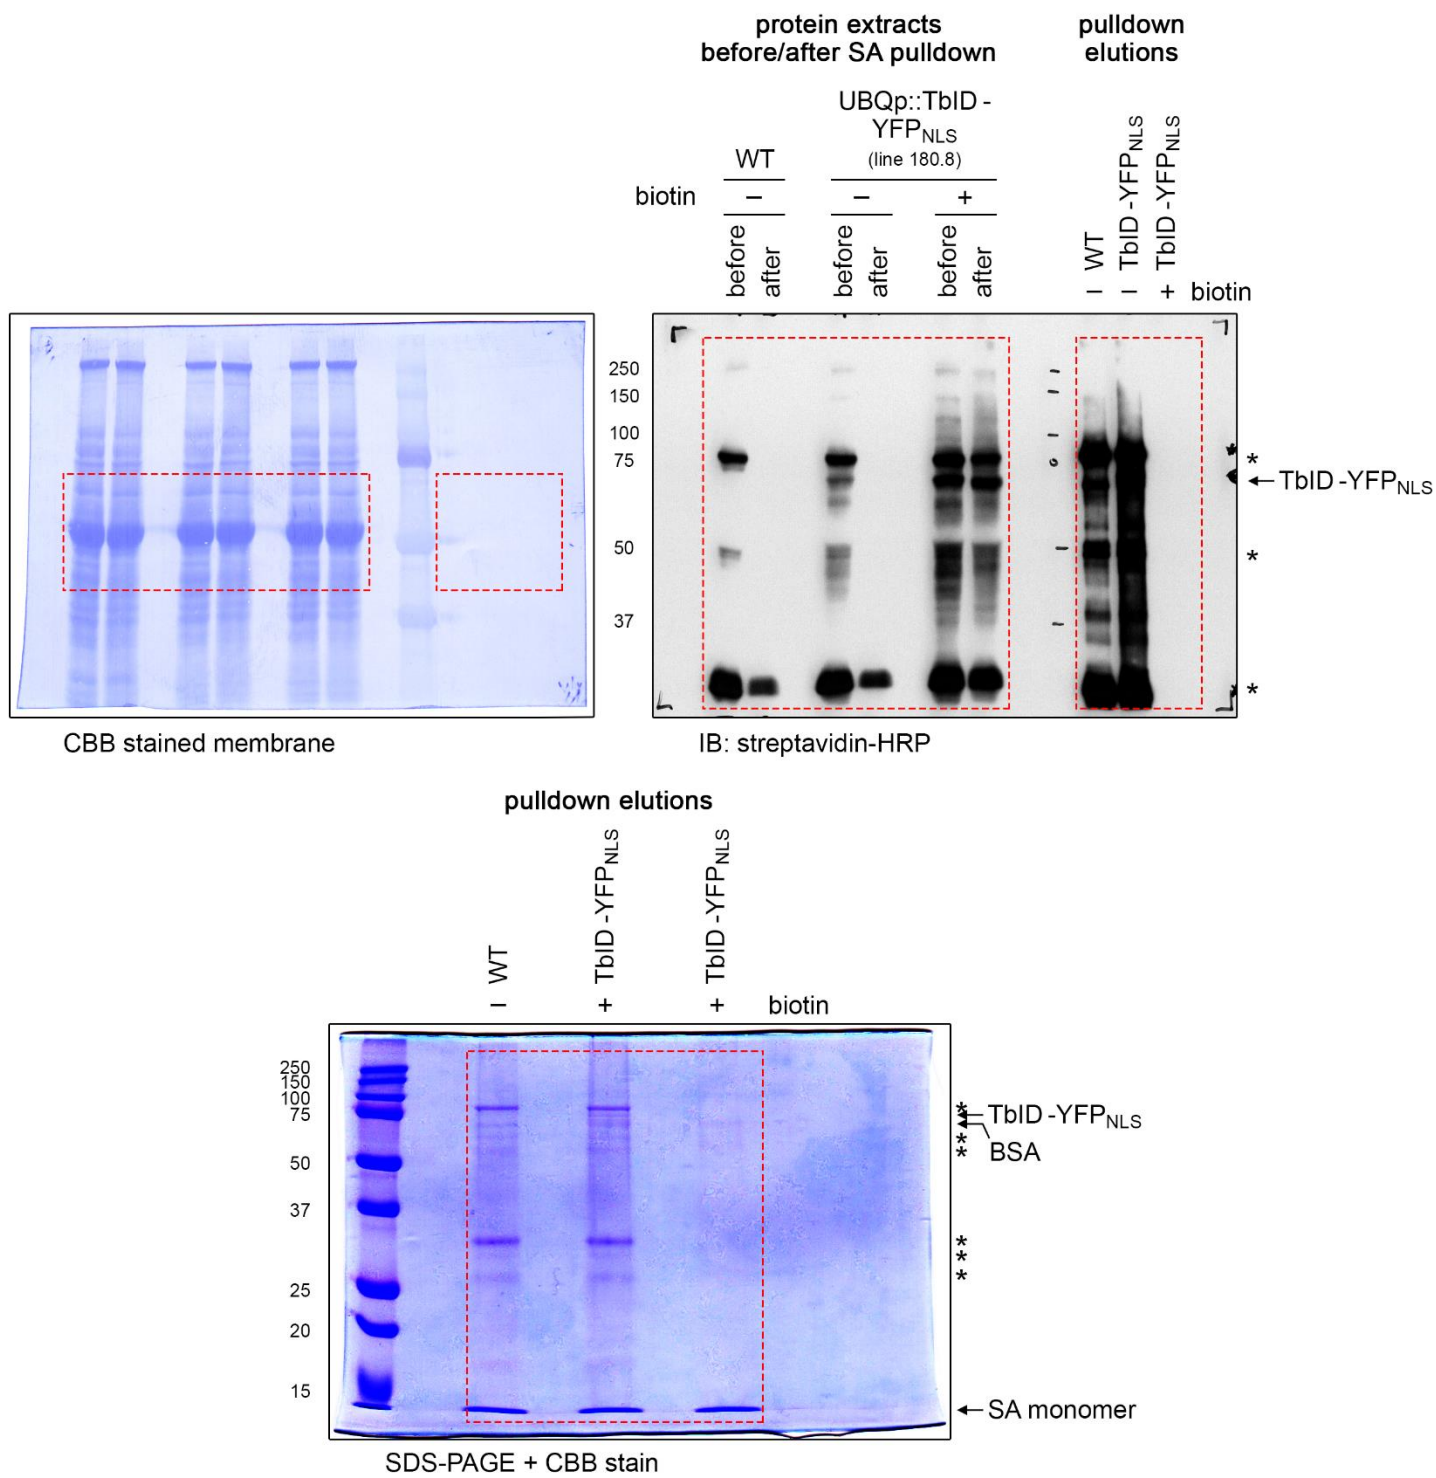 protein extracts
before/after SA pulldown
pulldown
elutions
UBQp::TbID -
YFPNLS
(line 180.8)
WT
biotin
– – +
before
after
before
after
before
after
WT
TbID -YFPNLS
TbID -YFPNLS
– – + biotin
250
150
100
75
50
37
*
TbID -YFPNLS
*
*
CBB stained membrane
IB: streptavidin-HRP
pulldown elutions
WT
TbID -YFPNLS
TbID -YFPNLS
– + + biotin
250
150
100
75
50
37
25
20
15
*
TbID -YFPNLS
BSA
*
*
*
*
*
SA monomer
SDS-PAGE + CBB stain